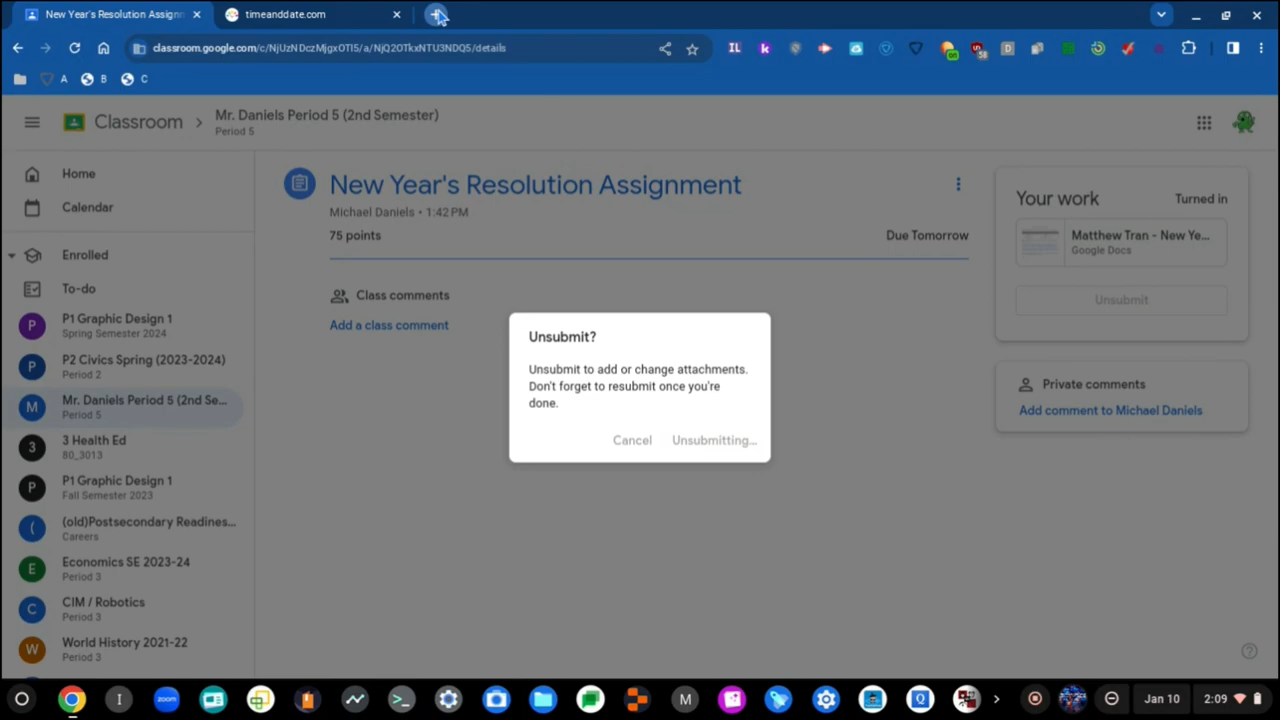 New Year's Resolution Assignm
timeanddate.com
classroom.google.com/c/NjUzNDczMjgxOTI5/a/NjQ2OTkxNTU3NDQ5/details
IL
k
on
un
58
D
A
B
C
Classroom
Mr. Daniels Period 5 (2nd Semester)
Period 5
Home
Calendar
Enrolled
To-do
P
P1 Graphic Design 1
Spring Semester 2024
P
P2 Civics Spring (2023-2024)
Period 2
M
Mr. Daniels Period 5 (2nd Se...
Period 5
3
3 Health Ed
80_3013
P
P1 Graphic Design 1
Fall Semester 2023
(
(old)Postsecondary Readines...
Careers
E
Economics SE 2023-24
Period 3
C
CIM / Robotics
Period 3
W
World History 2021-22
Period 3
New Year's Resolution Assignment
Michael Daniels • 1:42 PM
75 points
Due Tomorrow
Class comments
Add a class comment
Your work
Turned in
Matthew Tran - New Ye...
Google Docs
Unsubmit
Private comments
Add comment to Michael Daniels
Unsubmit?
Unsubmit to add or change attachments.
Don't forget to resubmit once you're
done.
Cancel
Unsubmitting...
I
zoom
M
Q
Jan 10
2:09